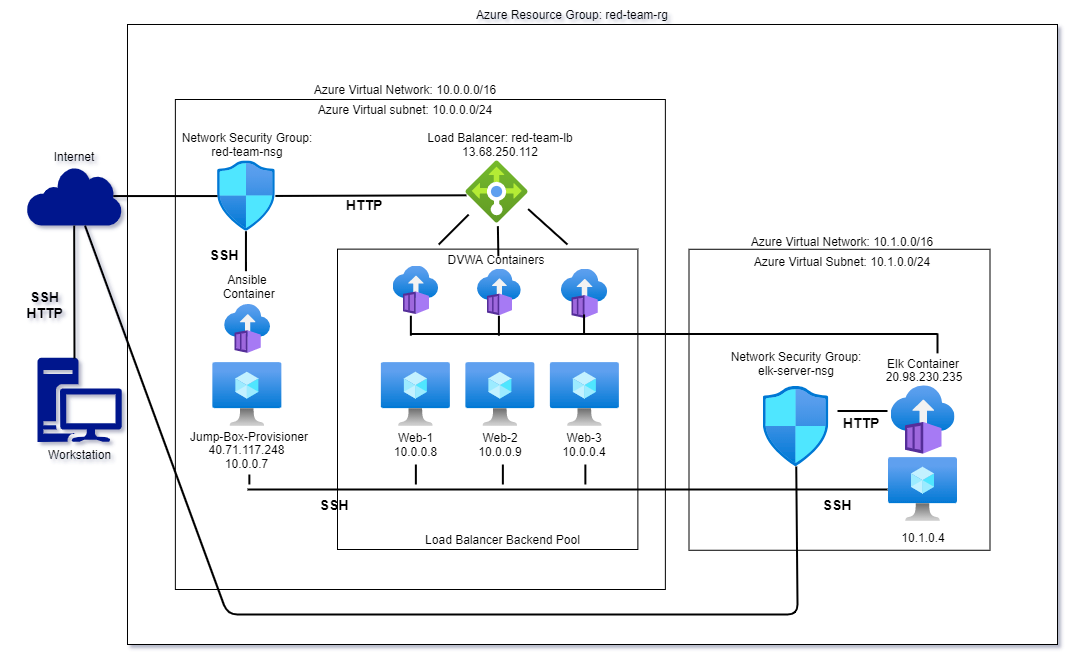 Azure Resource Group: red-team-rg
Azure Virtual Network: 10.0.0.0/16
Azure Virtual subnet: 10.0.0.0/24
Network Security Group:
red-team-nsg
Load Balancer: red-team-lb
13.68.250.112
Internet
HTTP
SSH
Ansible
Container
DVWA Containers
Azure Virtual Network: 10.1.0.0/16
Azure Virtual Subnet: 10.1.0.0/24
SSH
HTTP
Network Security Group:
elk-server-nsg
Elk Container
20.98.230.235
HTTP
Workstation
Jump-Box-Provisioner
40.71.117.248
10.0.0.7
Web-1
10.0.0.8
Web-2
10.0.0.9
Web-3
10.0.0.4
SSH
SSH
Load Balancer Backend Pool
10.1.0.4